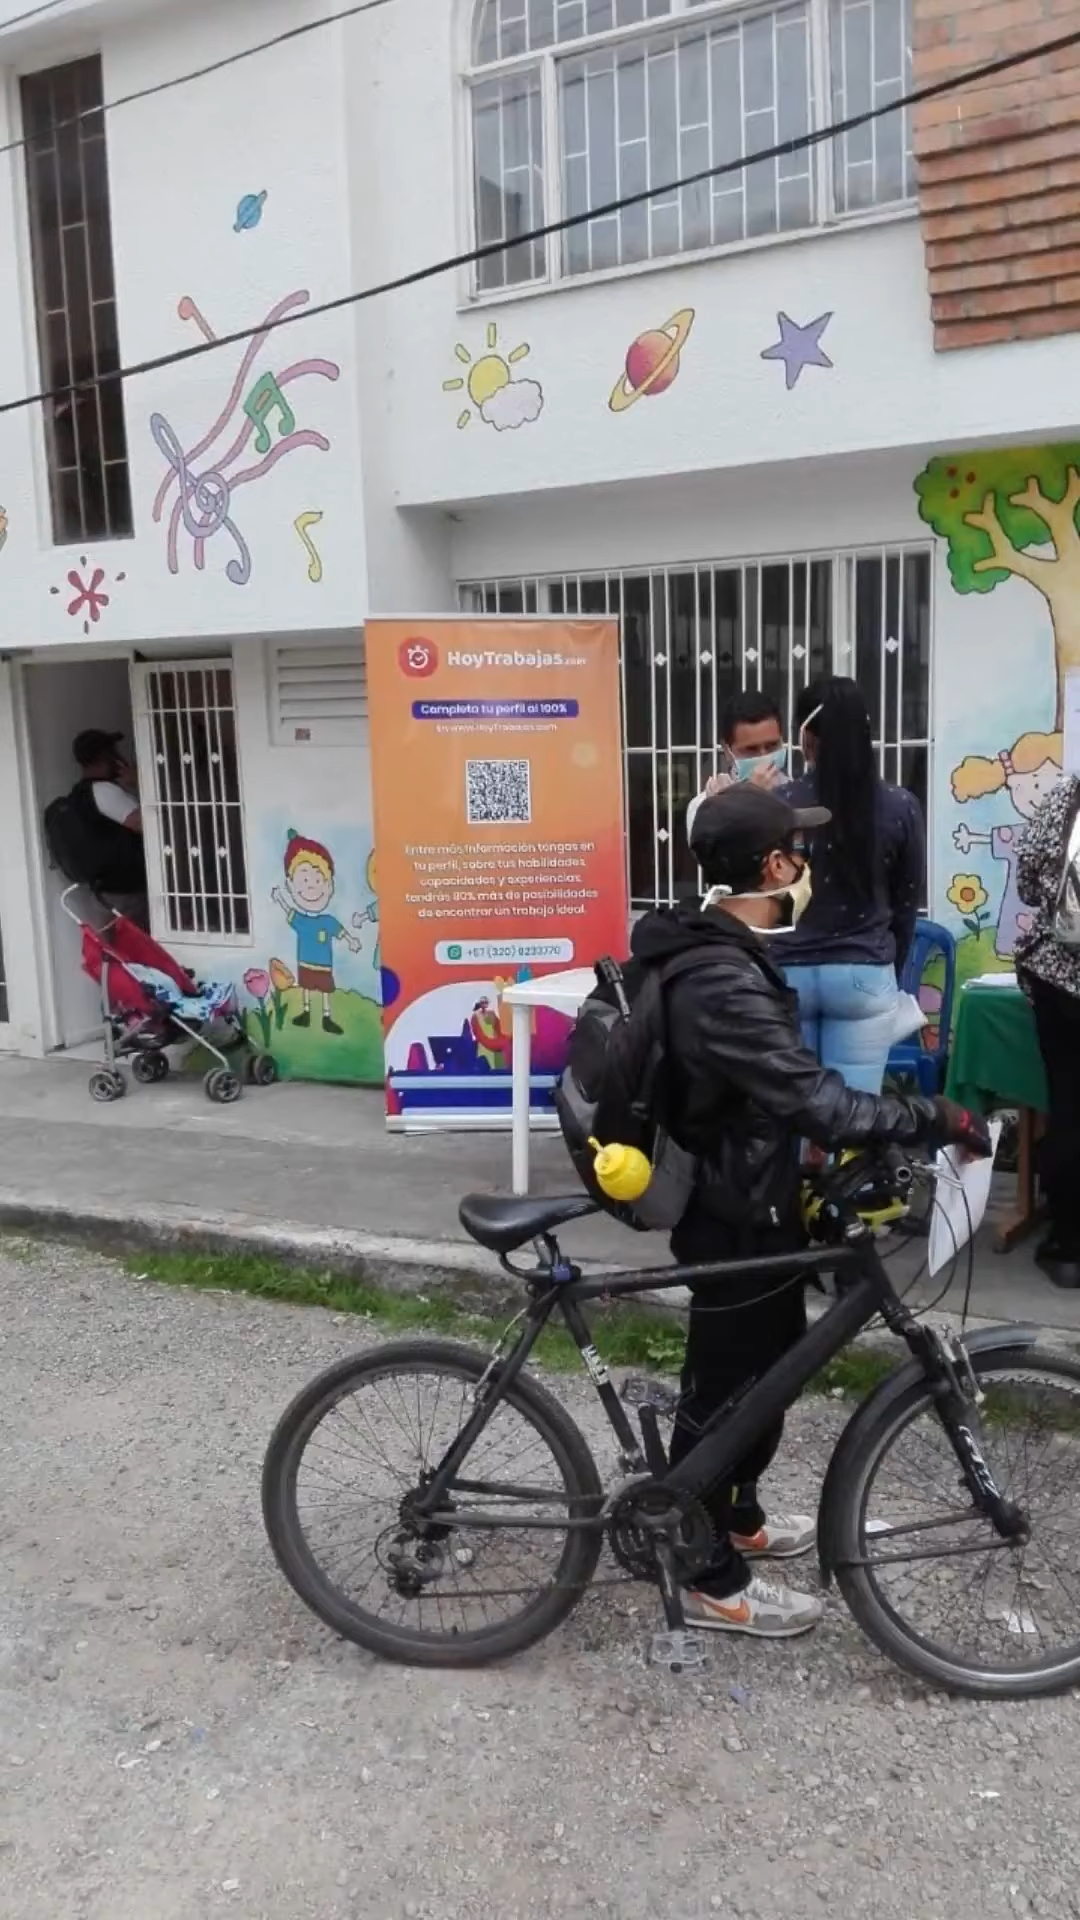 HoyTrabajas.com
Completa tu perfil al 100%
En www.HoyTrabajas.com
Entre más información tengas en
tu perfil, sobre tus habilidades,
capacidades y experiencias,
tendrás 80% más de posibilidades
de encontrar un trabajo ideal.
+57 (320)